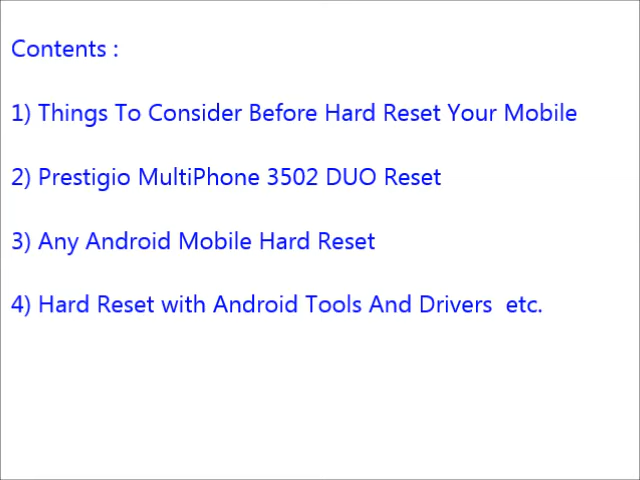 Contents :
1) Things To Consider Before Hard Reset Your Mobile
2) Prestigio MultiPhone 3502 DUO Reset
3) Any Android Mobile Hard Reset
4) Hard Reset with Android Tools And Drivers  etc.